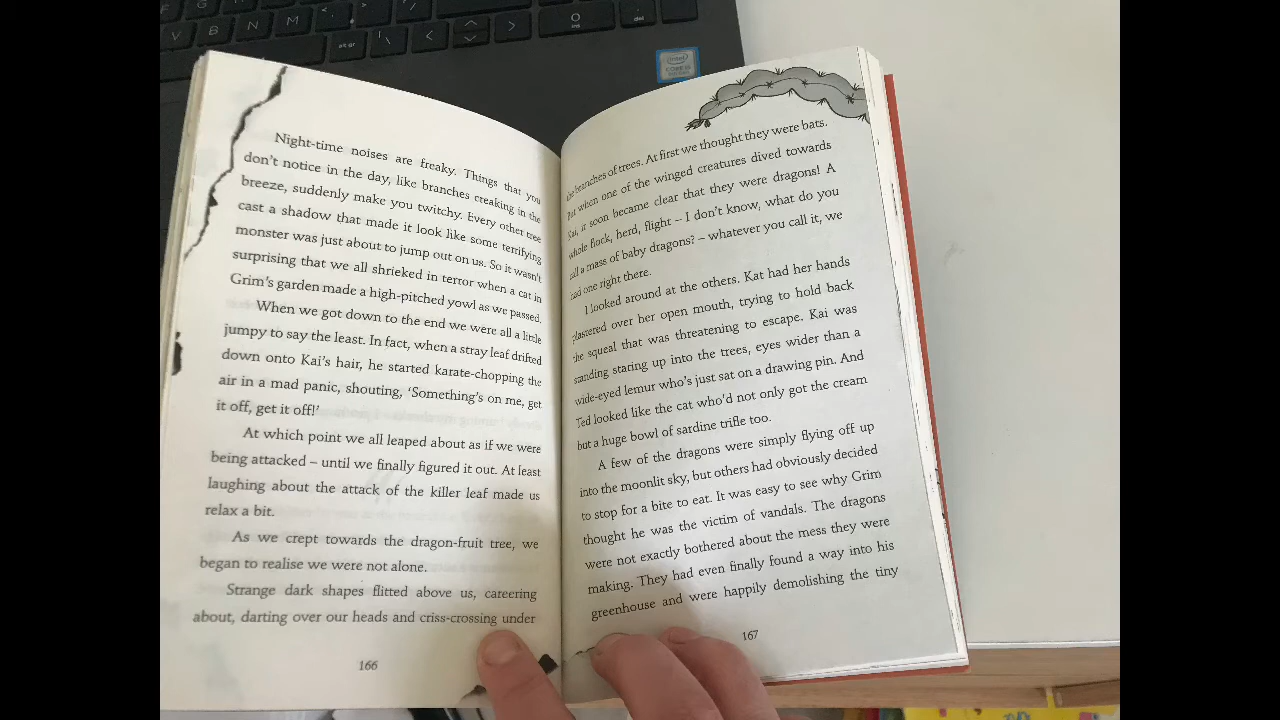 Night-time noises are freaky. Things that you
don't notice in the day, like branches creaking in the
breeze, suddenly make you twitchy. Every other tree
cast a shadow that made it look like some terrifying
monster was just about to jump out on us. So it wasn't
surprising that we all shrieked in terror when a cat in
Grim's garden made a high-pitched yowl as we passed.
When we got down to the end we were all a little
jumpy to say the least. In fact, when a stray leaf drifted
down onto Kai's hair, he started karate-chopping the
air in a mad panic, shouting, 'Something's on me, get
it off, get it off!'
At which point we all leaped about as if we were
being attacked – until we finally figured it out. At least
laughing about the attack of the killer leaf made us
relax a bit.
As we crept towards the dragon-fruit tree, we
began to realise we were not alone.
Strange dark shapes flitted above us, careering
about, darting over our heads and criss-crossing under
166
the branches of trees. At first we thought they were bats.
But when one of the winged creatures dived towards
Kai, it soon became clear that they were dragons! A
whole flock, herd, flight – I don't know, what do you
call a mass of baby dragons? – whatever you call it, we
had one right there.
I looked around at the others. Kat had her hands
plastered over her open mouth, trying to hold back
the squeal that was threatening to escape. Kai was
standing staring up into the trees, eyes wider than a
wide-eyed lemur who's just sat on a drawing pin. And
Ted looked like the cat who'd not only got the cream
but a huge bowl of sardine trifle too.
A few of the dragons were simply flying off up
into the moonlit sky, but others had obviously decided
to stop for a bite to eat. It was easy to see why Grim
thought he was the victim of vandals. The dragons
were not exactly bothered about the mess they were
making. They had even finally found a way into his
greenhouse and were happily demolishing the tiny
167
F G H
V B N M < >
alt gr
ins
del
intel